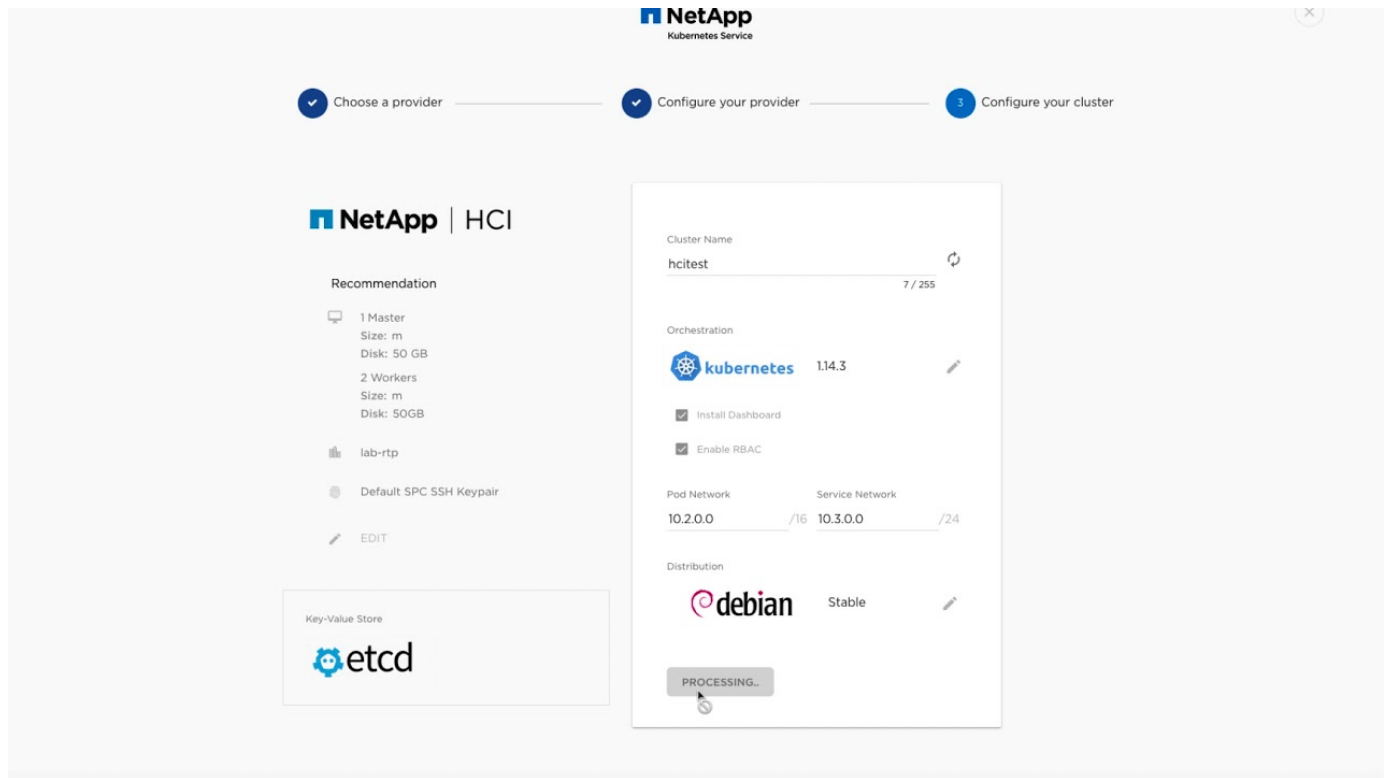 NetApp
Kubernetes Service
Choose a provider
Configure your provider
3
Configure your cluster
NetApp | HCI
Recommendation
1 Master
Size: m
Disk: 50 GB
2 Workers
Size: m
Disk: 50GB
lab-rtp
Default SPC SSH Keypair
EDIT
Key-Value Store
etcd
Cluster Name
hcitest
7 / 255
Orchestration
kubernetes 1.14.3
Install Dashboard
Enable RBAC
Pod Network Service Network
10.2.0.0 /16 10.3.0.0 /24
Distribution
debian Stable
PROCESSING..